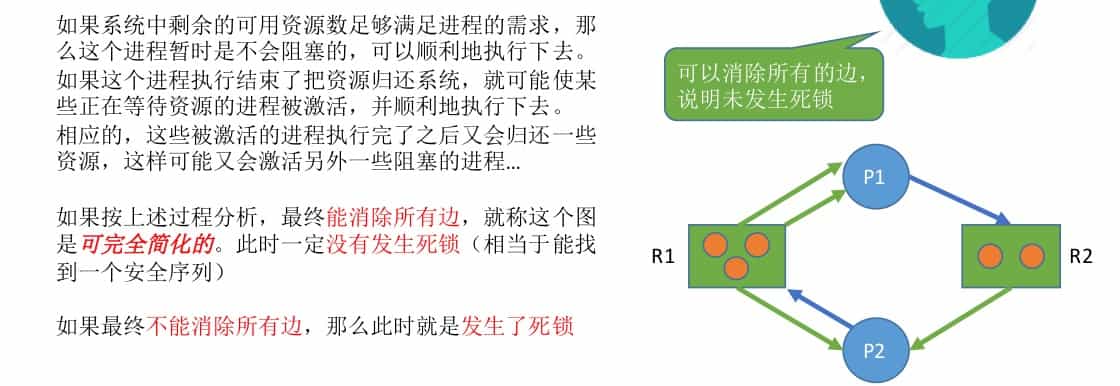 如果系统中剩余的可用资源数足够满足进程的需求，那
么这个进程暂时是不会阻塞的，可以顺利地执行下去。
如果这个进程执行结束了把资源归还系统，就可能使某
些正在等待资源的进程被激活，并顺利地执行下去。
相应的，这些被激活的进程执行完了之后又会归还一些
资源，这样可能又会激活另外一些阻塞的进程...
如果按上述过程分析，最终能消除所有边，就称这个图
是可完全简化的。此时一定没有发生死锁（相当于能找
到一个安全序列）
如果最终不能消除所有边，那么此时就是发生了死锁
可以消除所有的边，
说明未发生死锁
P1
R1
R2
P2